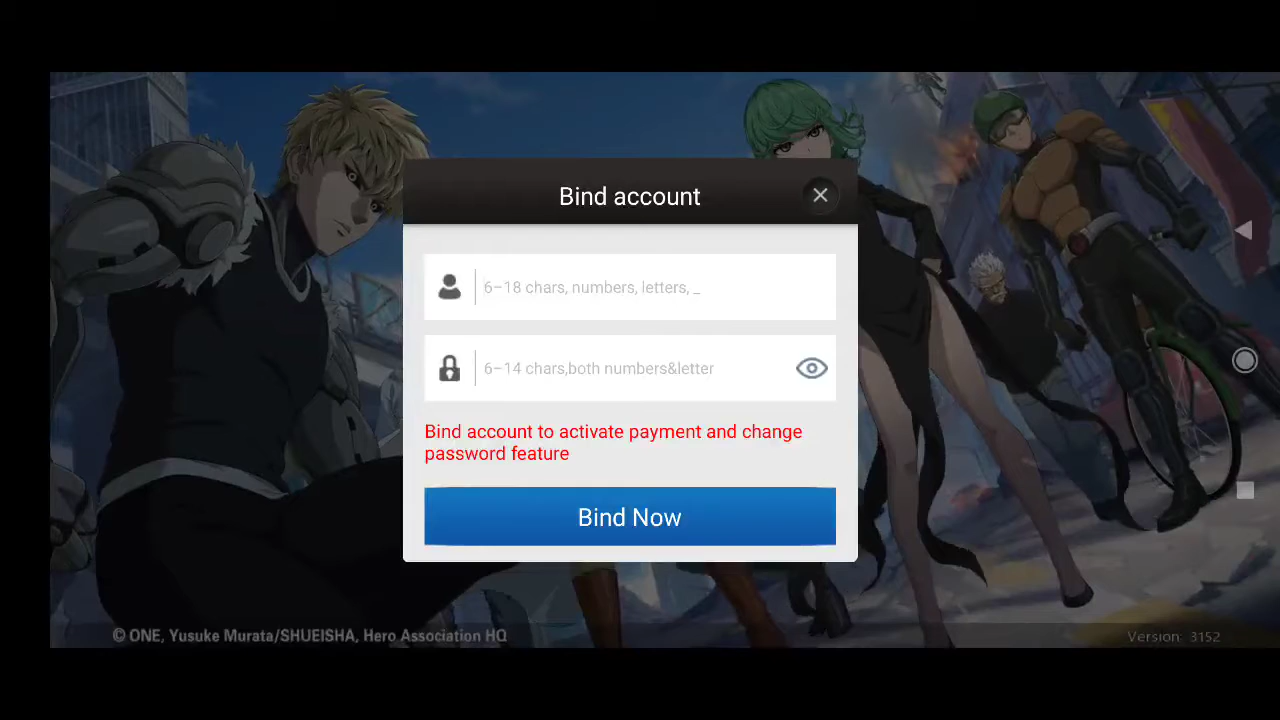 Bind account
6-18 chars, numbers, letters, _
6-14 chars,both numbers&letter
Bind account to activate payment and change
password feature
Bind Now
© ONE, Yusuke Murata/SHUEISHA, Hero Association HQ
Version: 3152